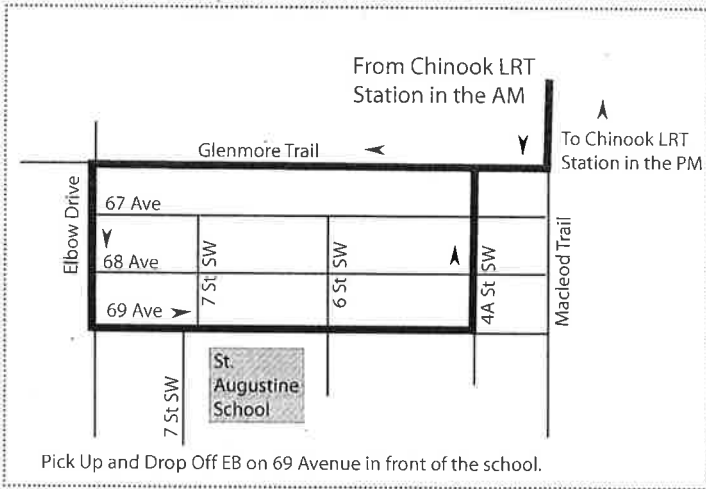 From Chinook LRT
Station in the AM
To Chinook LRT
Station in the PM
Glenmore Trail
Elbow Drive
67 Ave
68 Ave
69 Ave
7 St SW
6 St SW
4A St SW
Macleod Trail
7 St SW
St.
Augustine
School
Pick Up and Drop Off EB on 69 Avenue in front of the school.